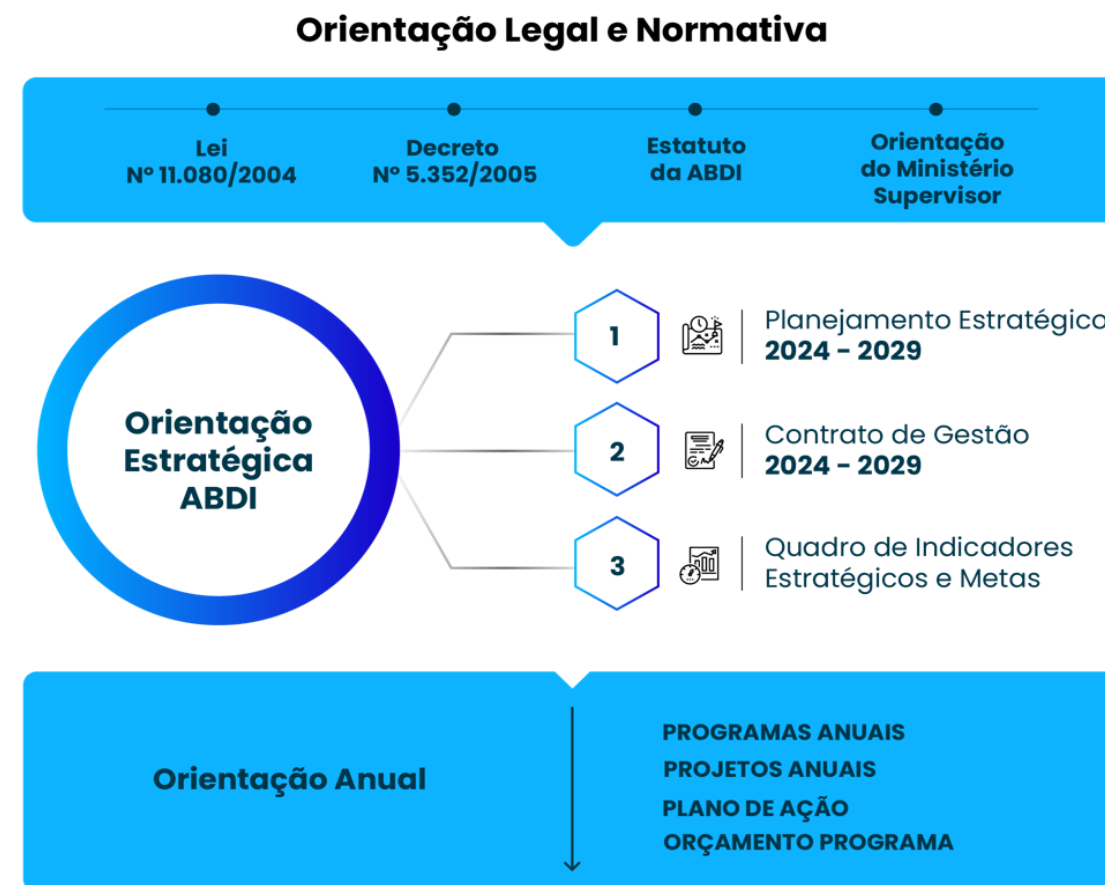 Orientação Legal e Normativa
Lei
Nº 11.080/2004
Decreto
Nº 5.352/2005
Estatuto
da ABDI
Orientação
do Ministério
Supervisor
Orientação
Estratégica
ABDI
1
Planejamento Estratégico
2024 - 2029
2
Contrato de Gestão
2024 - 2029
3
Quadro de Indicadores
Estratégicos e Metas
Orientação Anual
PROGRAMAS ANUAIS
PROJETOS ANUAIS
PLANO DE AÇÃO
ORÇAMENTO PROGRAMA